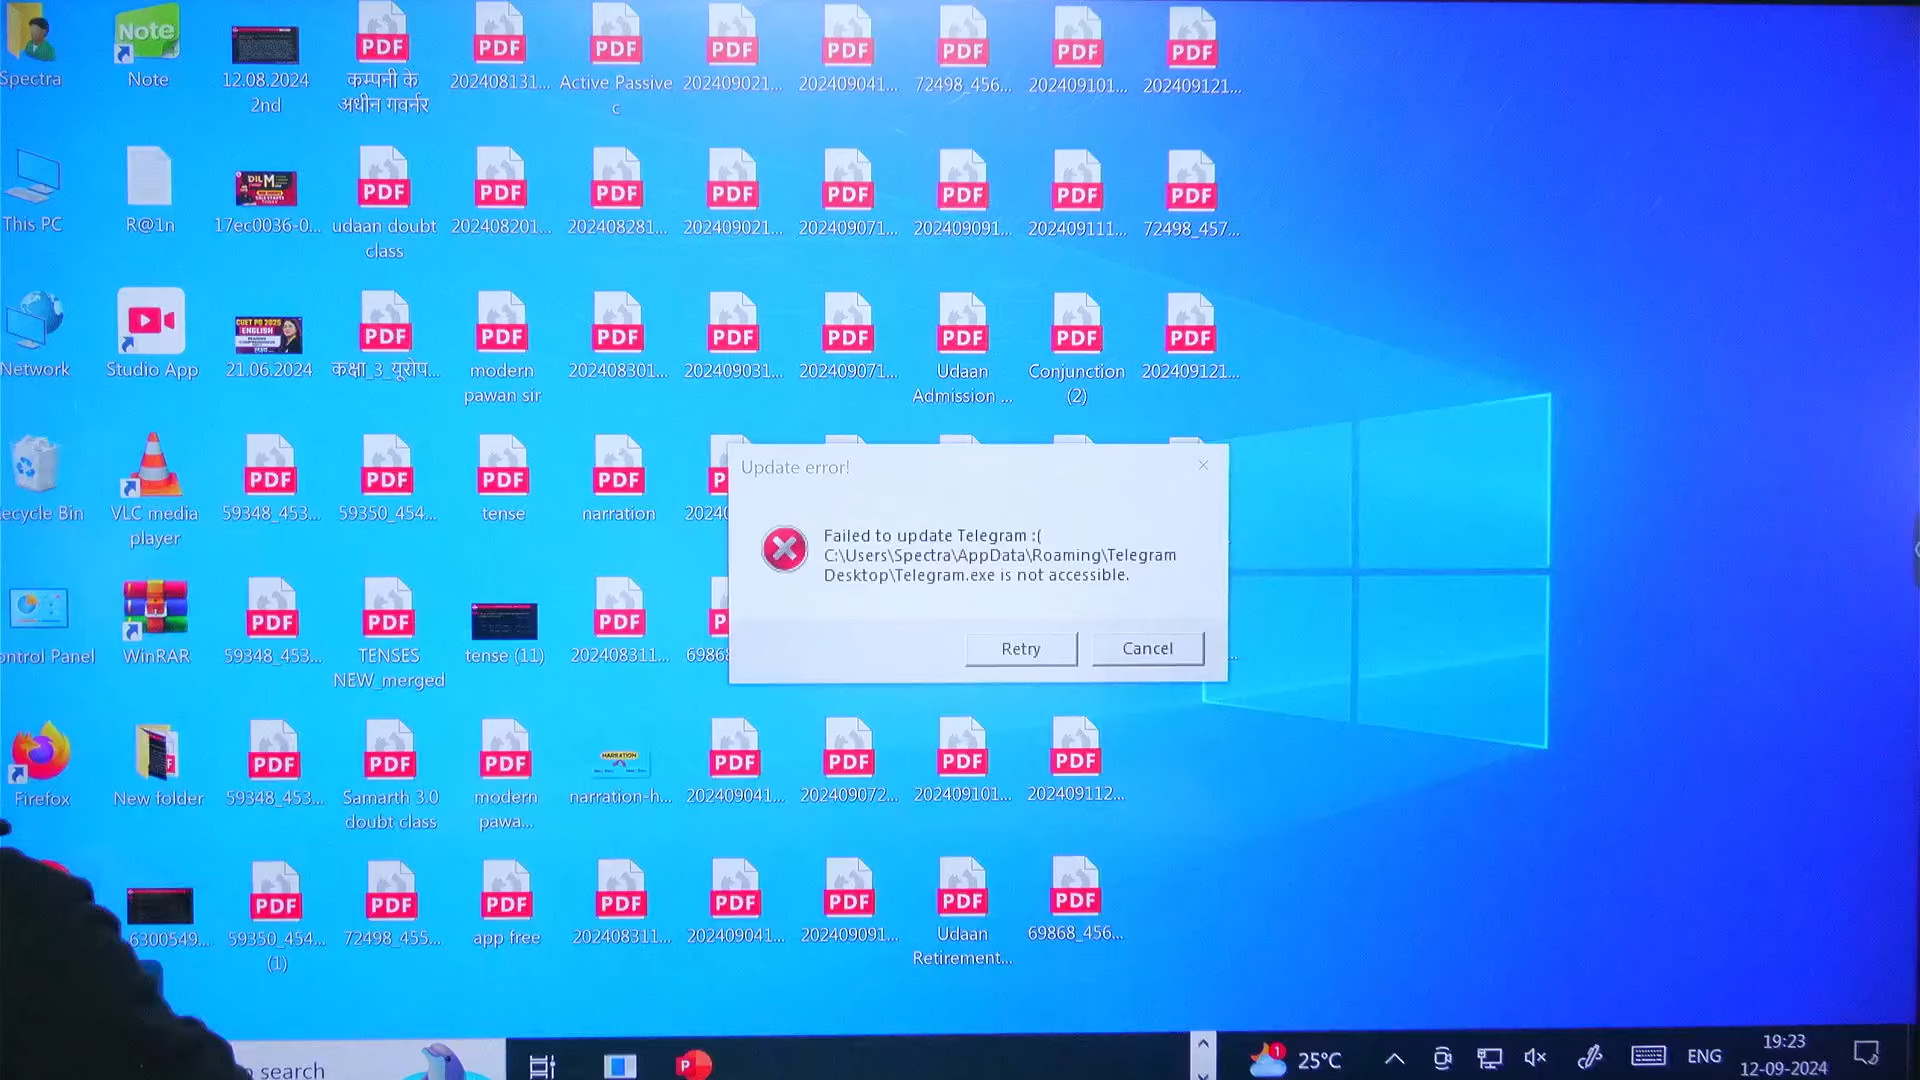 Note
Spectra
Note
12.08.2024
2nd
PDF
कम्पनी के
अधीन गवर्नर
PDF
202408131...
PDF
Active Passive
c
PDF
202409021...
PDF
202409041...
PDF
72498_456...
PDF
202409101...
PDF
202409121...
This PC
R@1n
17ec0036-0...
PDF
udaan doubt
class
PDF
202408201...
PDF
202408281...
PDF
202409021...
PDF
202409071...
PDF
202409091...
PDF
202409111...
PDF
72498_457...
Network
Studio App
CUET PG 2025
ENGLISH
21.06.2024
PDF
कक्षा_3_यूरोप...
PDF
modern
pawan sir
PDF
202408301...
PDF
202409031...
PDF
202409071...
PDF
Udaan
Admission ...
PDF
Conjunction
(2)
PDF
202409121...
ecycle Bin
VLC media
player
PDF
59348_453...
PDF
59350_454...
PDF
tense
PDF
narration
P
20240
Update error!
Failed to update Telegram :(
C:\Users\Spectra\AppData\Roaming\Telegram
Desktop\Telegram.exe is not accessible.
Retry
Cancel
ontrol Panel
WinRAR
PDF
59348_453...
PDF
TENSES
NEW_merged
tense (11)
PDF
202408311...
P
6986
Firefox
New folder
PDF
59348_453...
PDF
Samarth 3.0
doubt class
PDF
modern
pawa...
NARRATION
narration-h...
PDF
202409041...
PDF
202409072...
PDF
202409101...
PDF
202409112...
6300549...
PDF
59350_454...
(1)
PDF
72498_455...
PDF
app free
PDF
202408311...
PDF
202409041...
PDF
202409091...
PDF
Udaan
Retirement...
PDF
69868_456...
search
P
1
25°C
ENG
19:23
12-09-2024